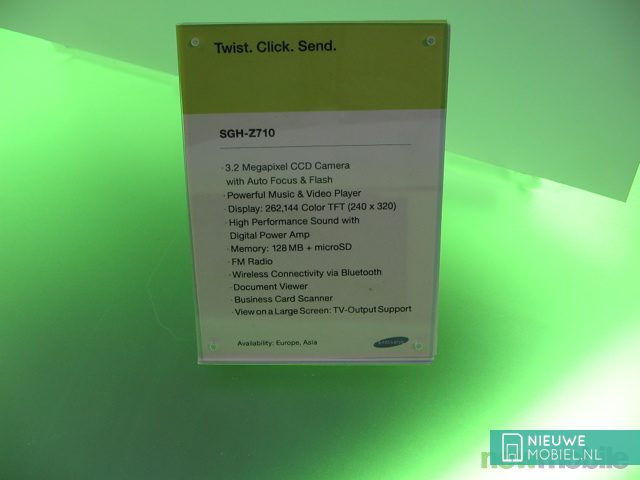 Twist. Click. Send.
SGH-Z710
· 3.2 Megapixel CCD Camera
with Auto Focus & Flash
· Powerful Music & Video Player
· Display: 262,144 Color TFT (240 x 320)
· High Performance Sound with
Digital Power Amp
· Memory: 128 MB + microSD
· FM Radio
· Wireless Connectivity via Bluetooth
· Document Viewer
· Business Card Scanner
· View on a Large Screen: TV-Output Support
Availability: Europe, Asia
SAMSUNG
NIEUWE
MOBIEL.NL
newmobile